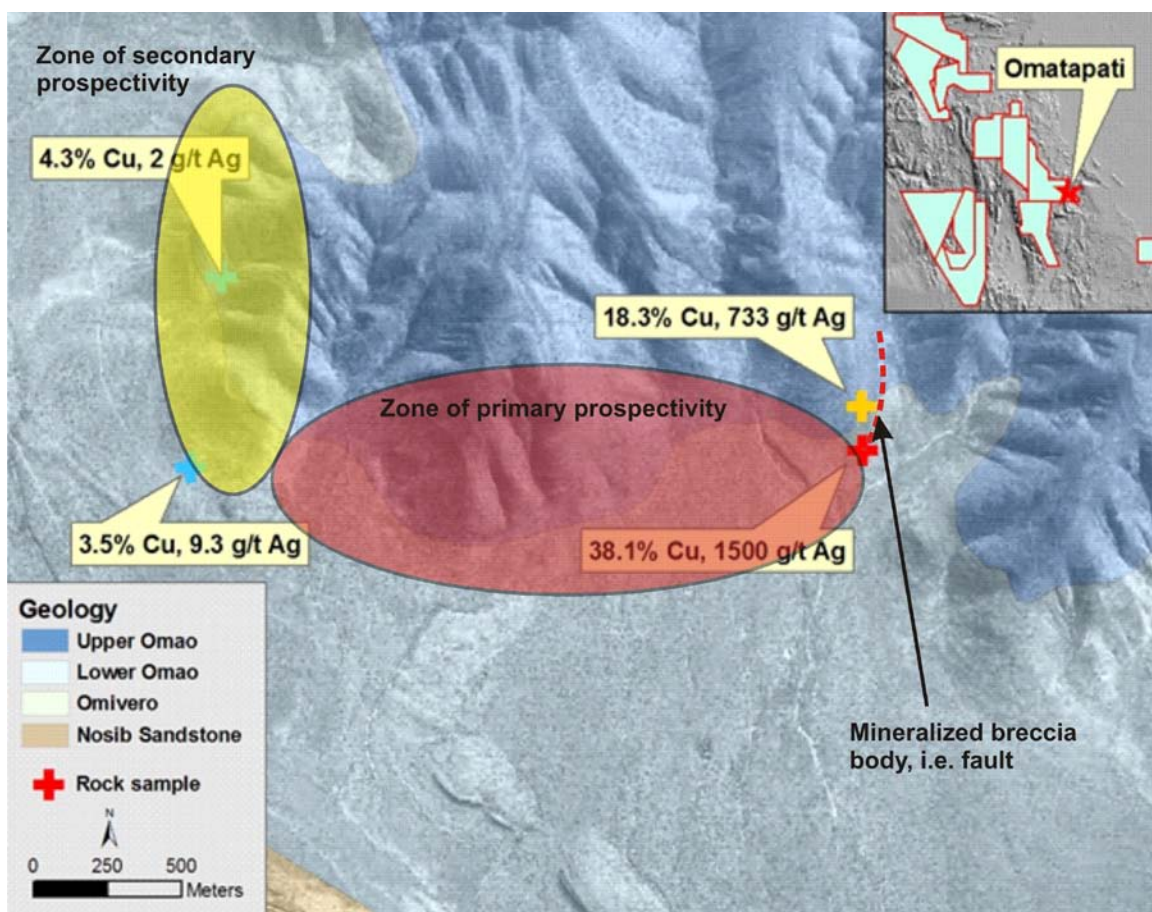 Zone of secondary
prospectivity
4.3% Cu, 2 g/t Ag
Omatapati
18.3% Cu, 733 g/t Ag
Zone of primary prospectivity
3.5% Cu, 9.3 g/t Ag
38.1% Cu, 1500 g/t Ag
Mineralized breccia
body, i.e. fault
Geology
Upper Omao
Lower Omao
Omivero
Nosib Sandstone
Rock sample
N
0 250 500
Meters